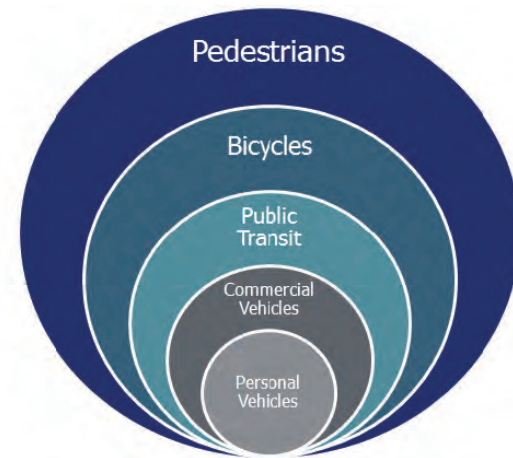 Pedestrians
Bicycles
Public
Transit
Commercial
Vehicles
Personal
Vehicles